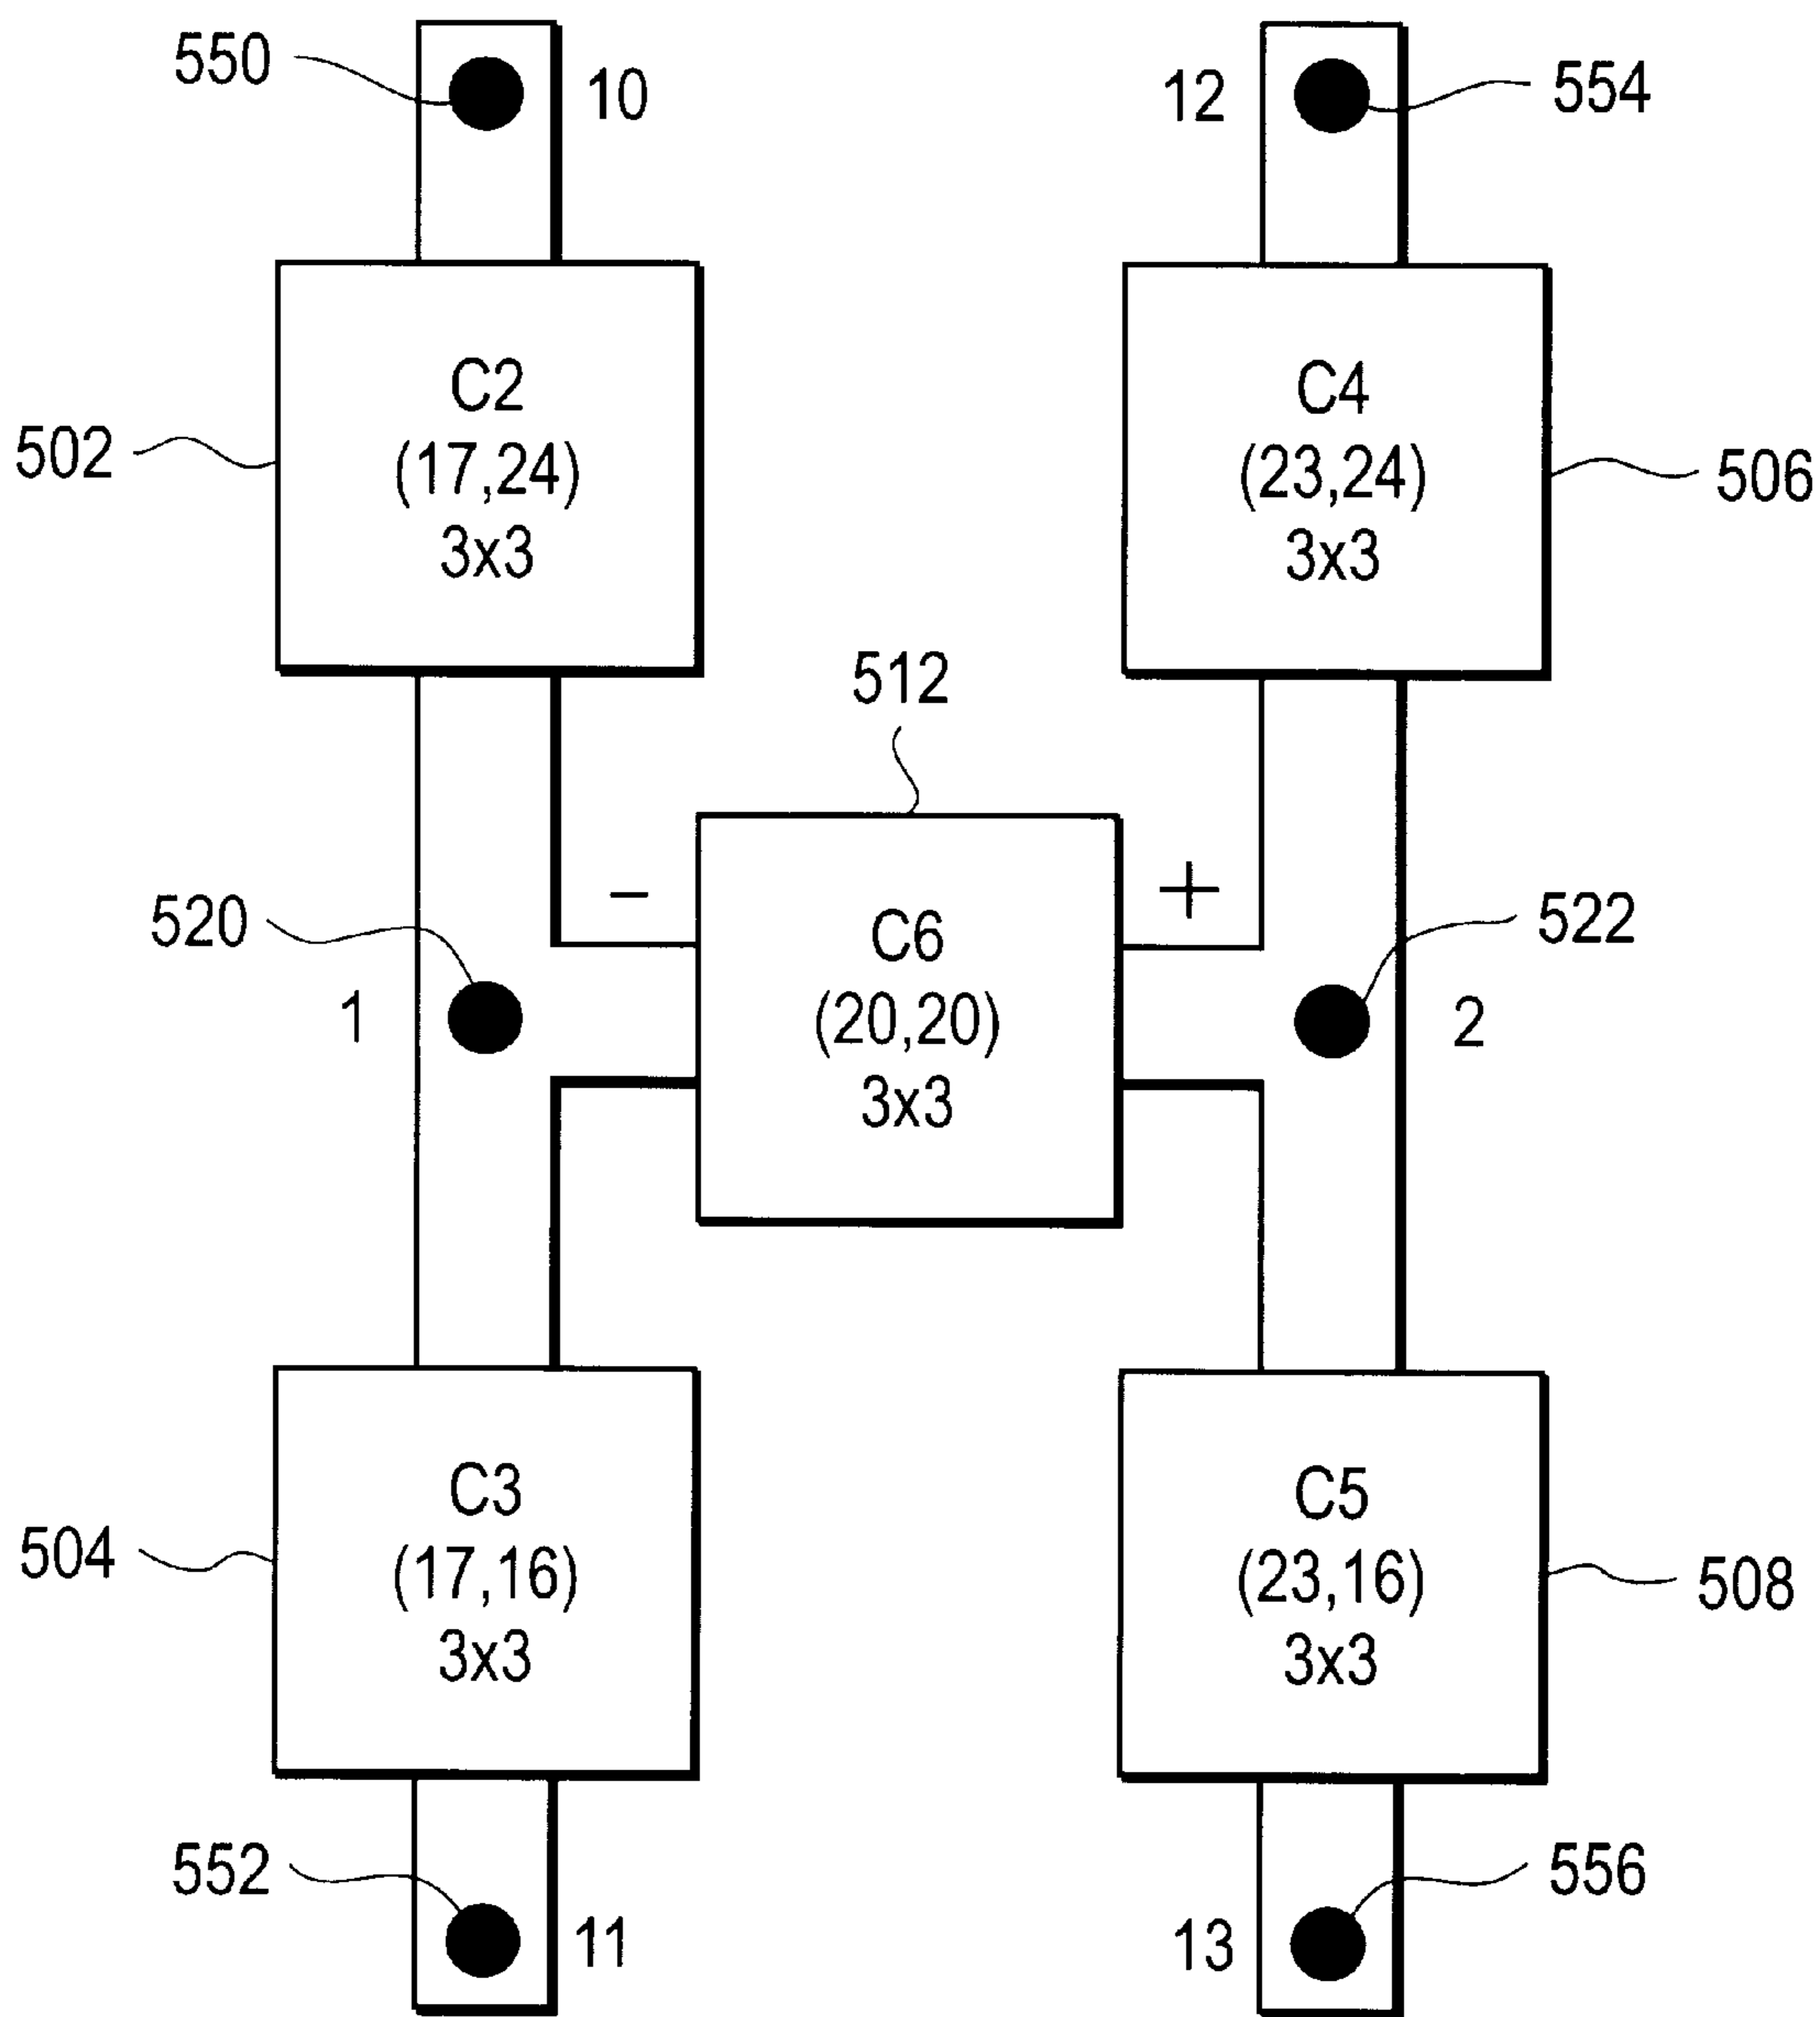 550
10
12
554
C2
(17,24)
3x3
502
C4
(23,24)
3x3
506
512
−
+
520
1
C6
(20,20)
3x3
522
2
C3
(17,16)
3x3
504
C5
(23,16)
3x3
508
552
11
13
556